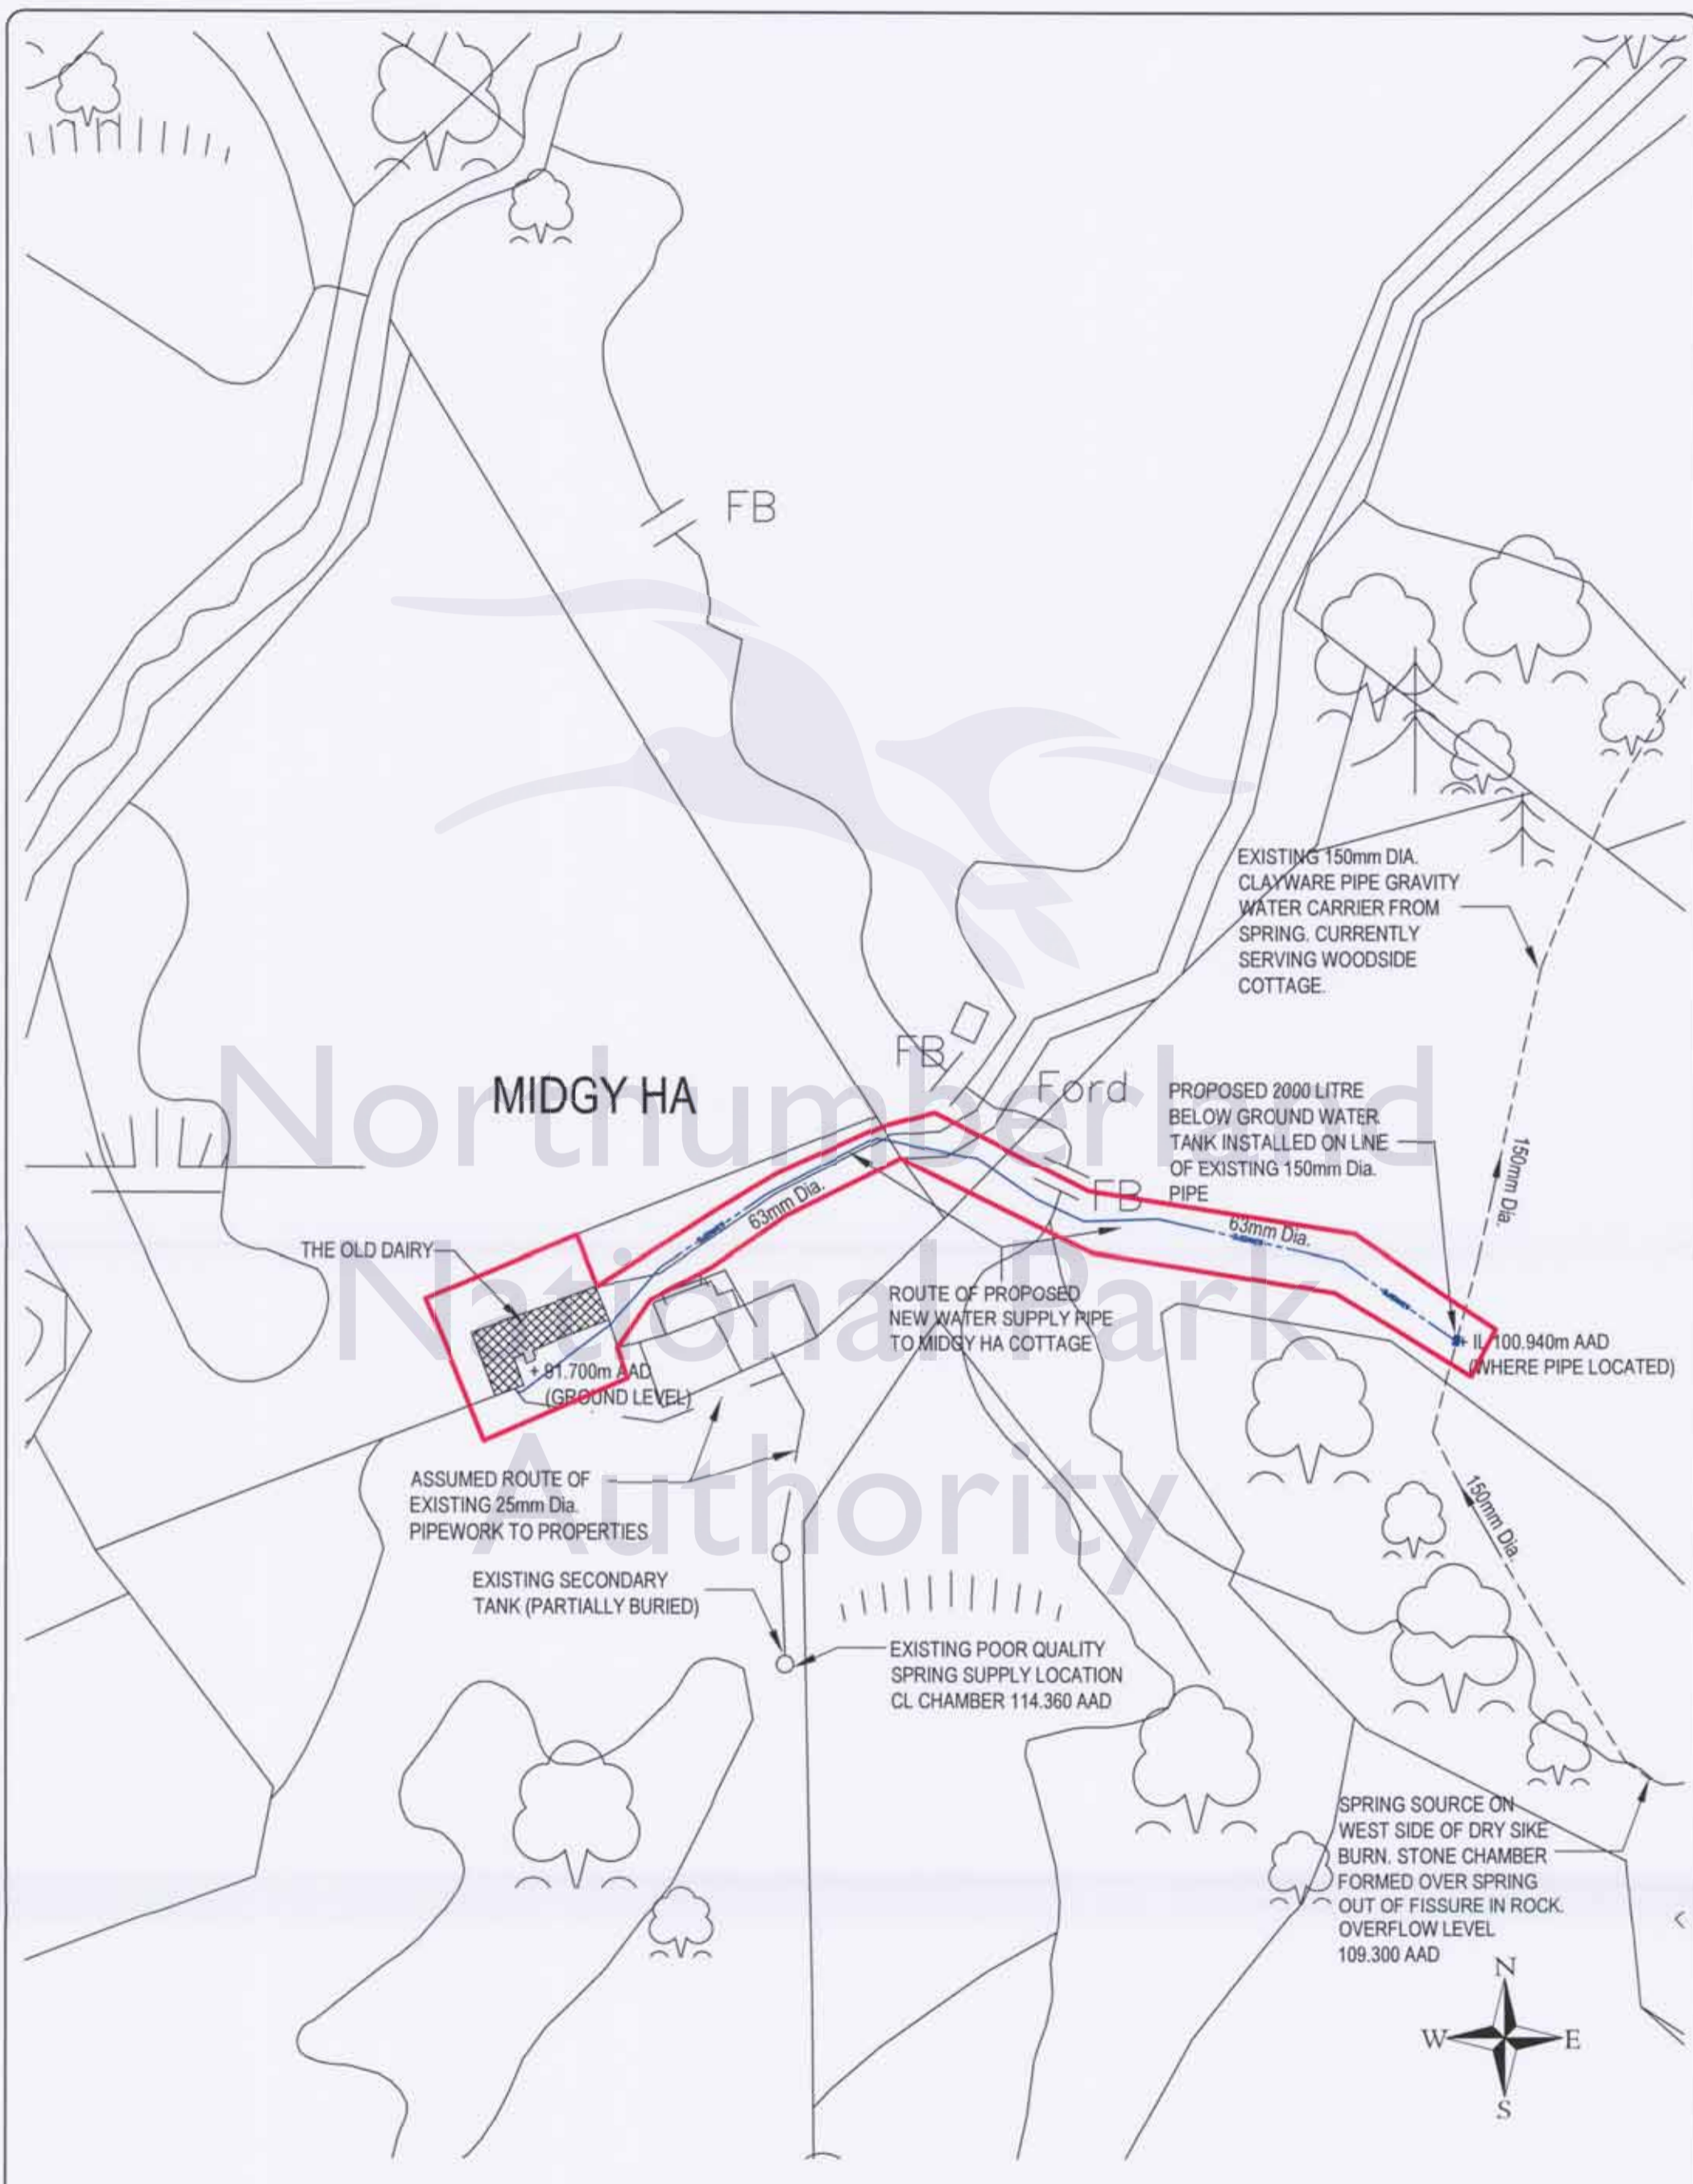 FB
EXISTING 150mm DIA.
CLAYWARE PIPE GRAVITY
WATER CARRIER FROM
SPRING. CURRENTLY
SERVING WOODSIDE
COTTAGE.
FB
Ford
MIDGY HA
PROPOSED 2000 LITRE
BELOW GROUND WATER
TANK INSTALLED ON LINE
OF EXISTING 150mm Dia.
PIPE
150mm Dia.
FB
63mm Dia.
63mm Dia.
THE OLD DAIRY
ROUTE OF PROPOSED
NEW WATER SUPPLY PIPE
TO MIDGY HA COTTAGE
+ IL 100.940m AAD
(WHERE PIPE LOCATED)
+ 91.700m AAD
(GROUND LEVEL)
ASSUMED ROUTE OF
EXISTING 25mm Dia.
PIPEWORK TO PROPERTIES
150mm Dia.
EXISTING SECONDARY
TANK (PARTIALLY BURIED)
EXISTING POOR QUALITY
SPRING SUPPLY LOCATION
CL CHAMBER 114.360 AAD
SPRING SOURCE ON
WEST SIDE OF DRY SIKE
BURN. STONE CHAMBER
FORMED OVER SPRING
OUT OF FISSURE IN ROCK.
OVERFLOW LEVEL
109.300 AAD
N
W E
S
Northumberland
National Park
Authority